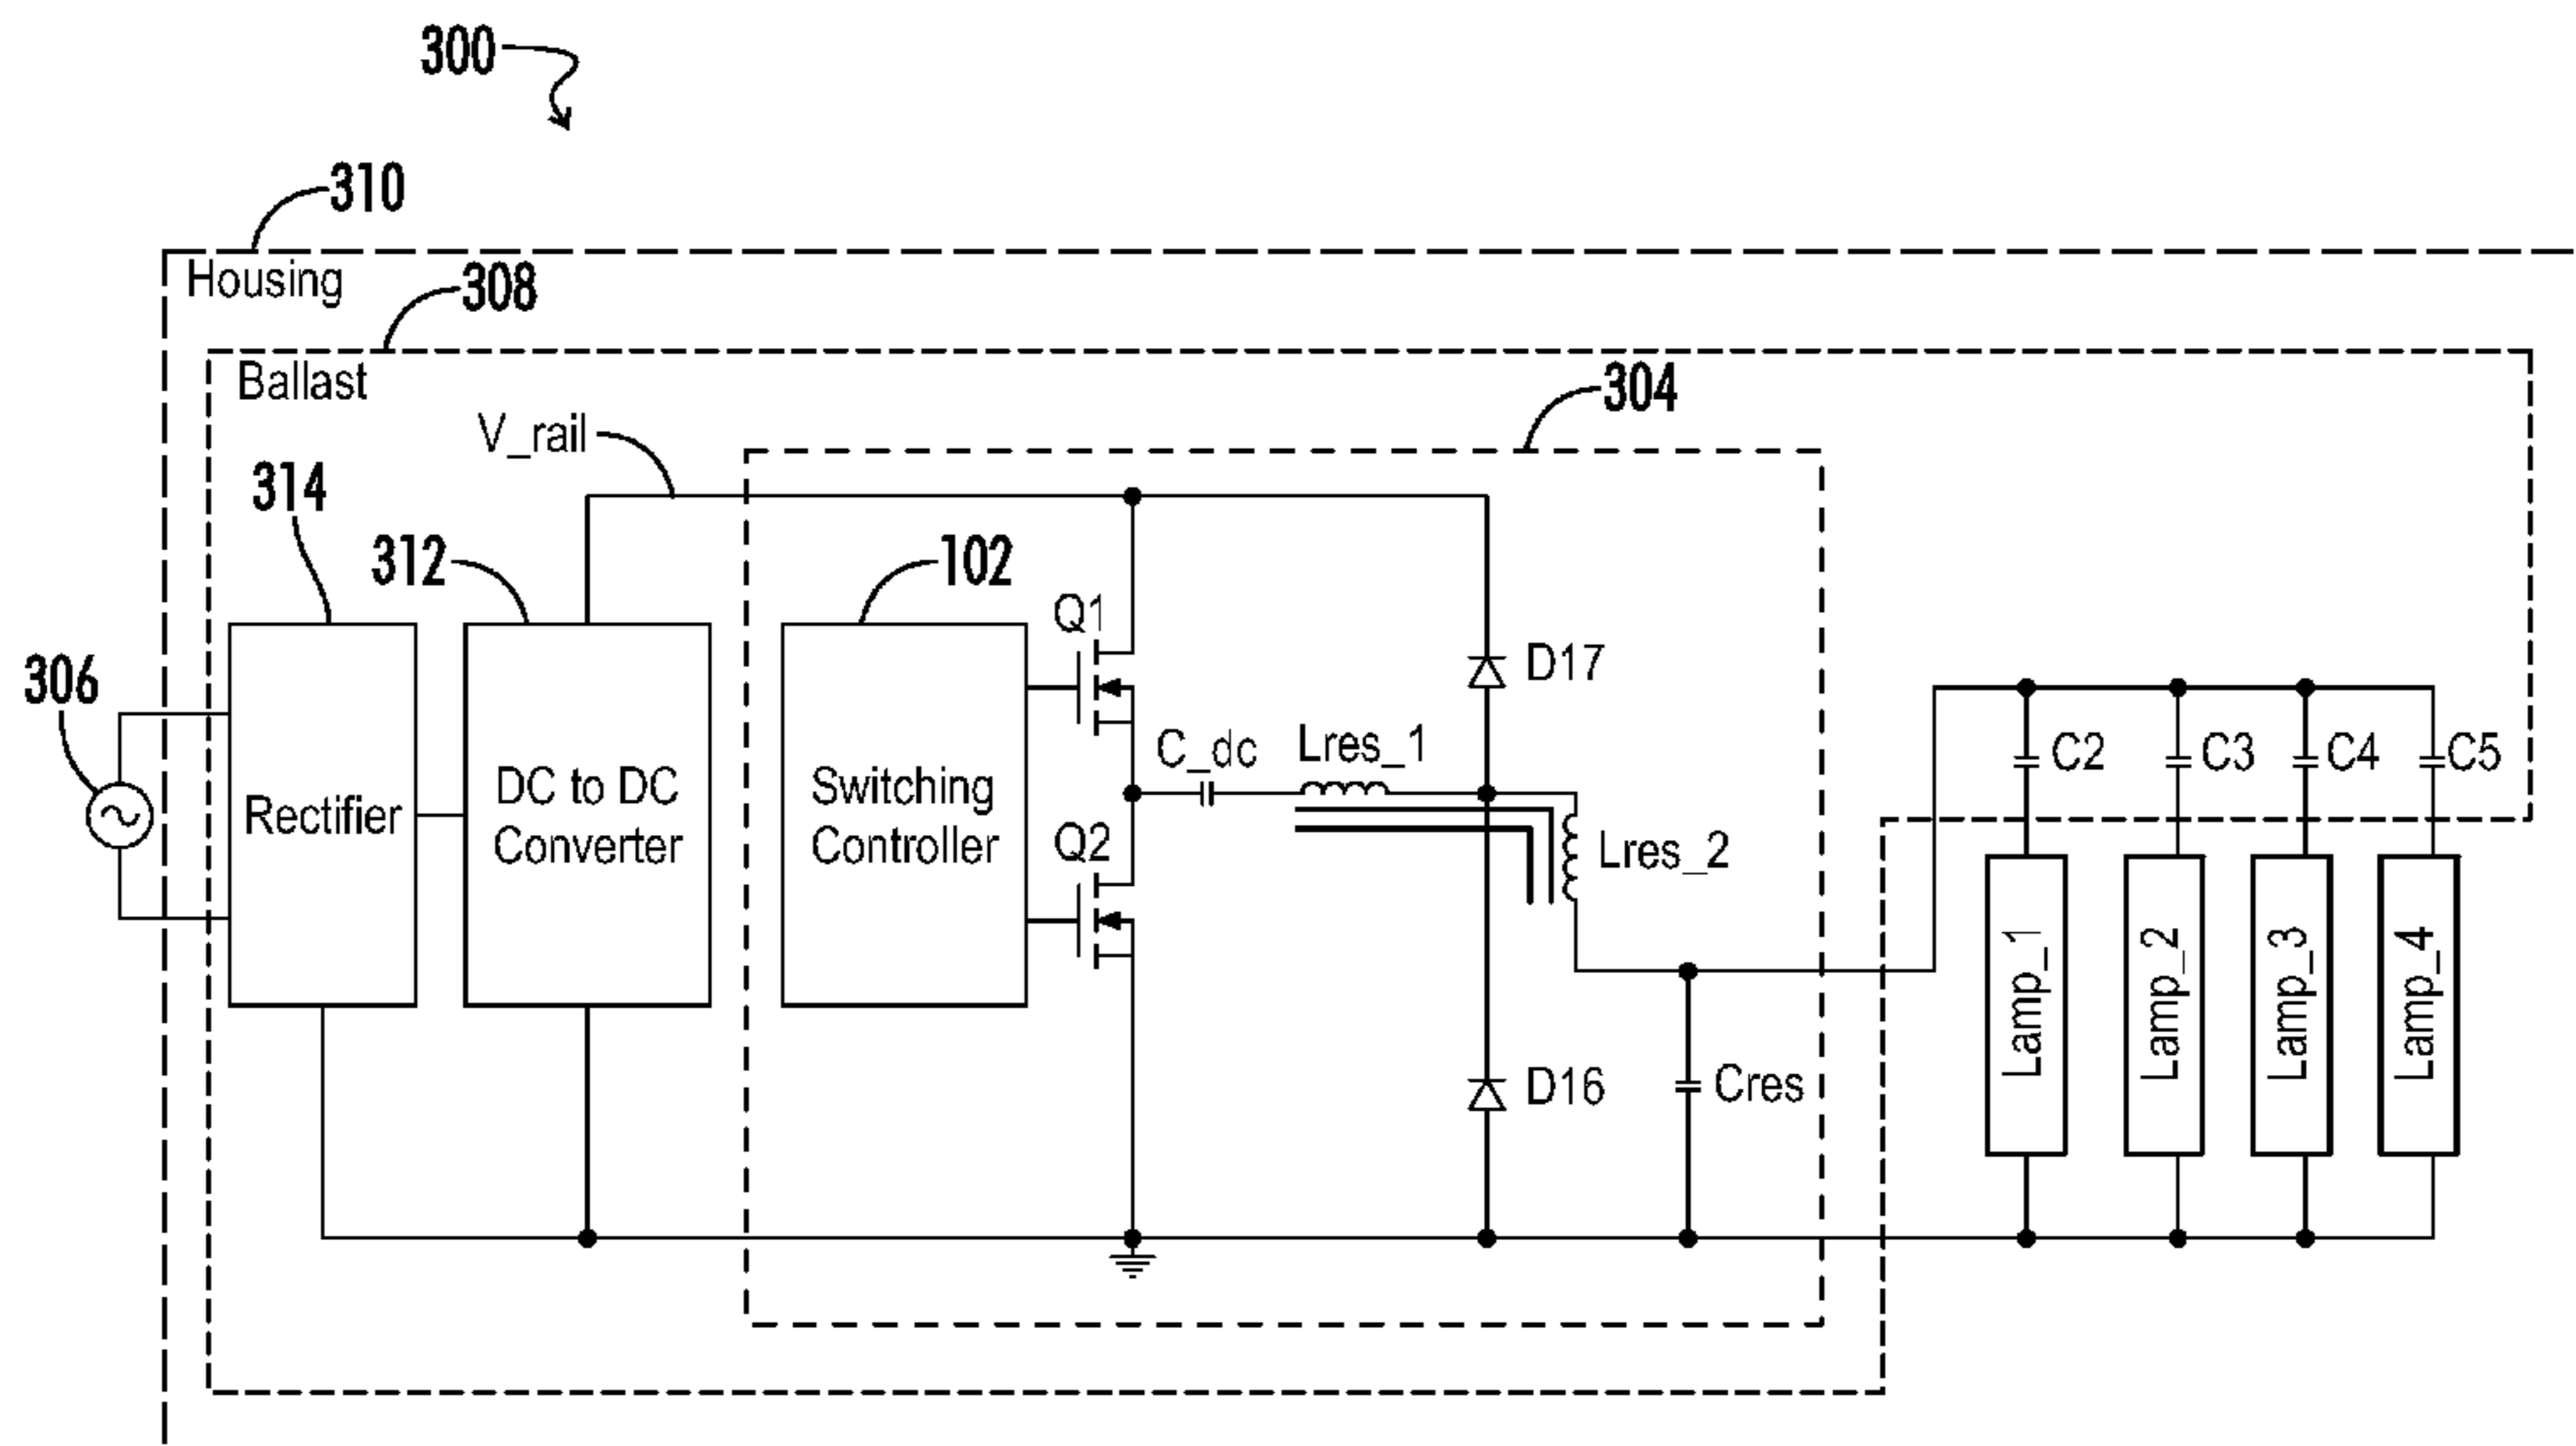 300
310
Housing
308
Ballast
304
V_rail
314
312
102
Q1
306
D17
C_dc
Lres_1
C2
C3
C4
C5
Rectifier
DC to DC
Converter
Switching
Controller
Q2
Lres_2
Lamp_1
Lamp_2
Lamp_3
Lamp_4
D16
Cres